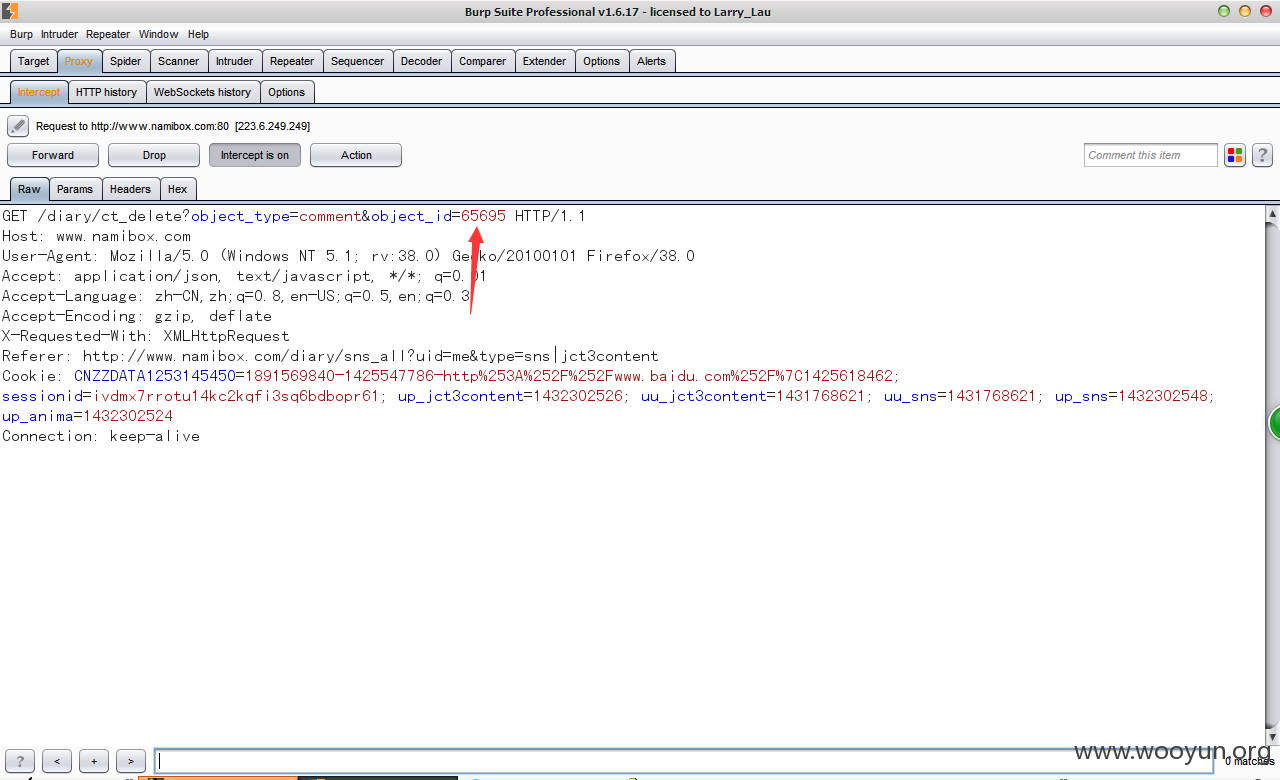 Burp Suite Professional v1.6.17 - licensed to Larry_Lau
Burp Intruder Repeater Window Help
Target Proxy Spider Scanner Intruder Repeater Sequencer Decoder Comparer Extender Options Alerts
Intercept HTTP history WebSockets history Options
Request to http://www.namibox.com:80 [223.6.249.249]
Forward Drop Intercept is on Action Comment this item ?
Raw Params Headers Hex
GET /diary/ct_delete?object_type=comment&object_id=65695 HTTP/1.1
Host: www.namibox.com
User-Agent: Mozilla/5.0 (Windows NT 5.1; rv:38.0) Gecko/20100101 Firefox/38.0
Accept: application/json, text/javascript, */*; q=0.01
Accept-Language: zh-CN,zh;q=0.8,en-US;q=0.5,en;q=0.3
Accept-Encoding: gzip, deflate
X-Requested-With: XMLHttpRequest
Referer: http://www.namibox.com/diary/sns_all?uid=me&type=sns|jct3content
Cookie: CNZZDATA1253145450=1891569840-1425547786-http%253A%252F%252Fwww.baidu.com%252F%7C1425618462;
sessionid=ivdmx7rrotu14kc2kqfi3sq6bdbopr61; up_jct3content=1432302526; uu_jct3content=1431768621; uu_sns=1431768621; up_sns=1432302548;
up_anima=1432302524
Connection: keep-alive
www.wooyun.org
? < + > 0 matches